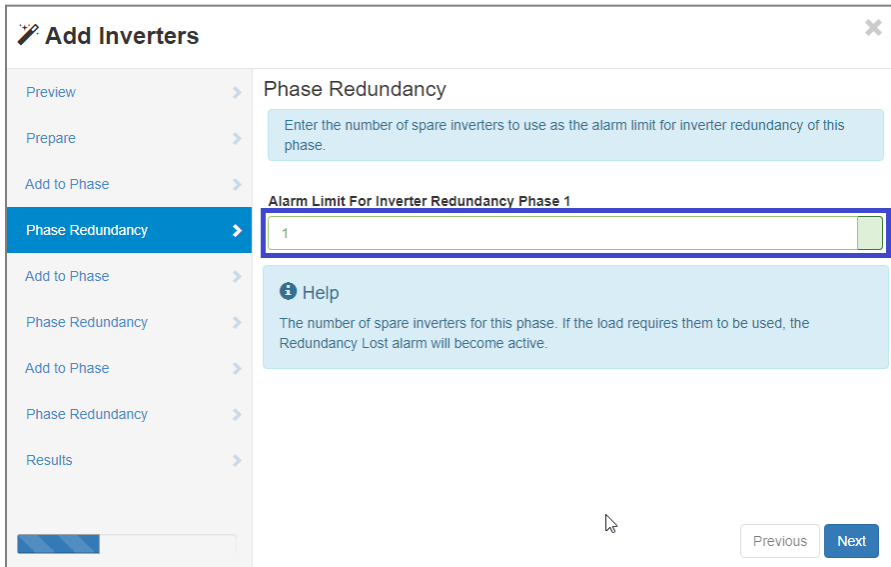 Add Inverters
Preview
Prepare
Add to Phase
Phase Redundancy
Add to Phase
Phase Redundancy
Add to Phase
Phase Redundancy
Results
Phase Redundancy
Enter the number of spare inverters to use as the alarm limit for inverter redundancy of this
phase.
Alarm Limit For Inverter Redundancy Phase 1
1
Help
The number of spare inverters for this phase. If the load requires them to be used, the
Redundancy Lost alarm will become active.
Previous
Next